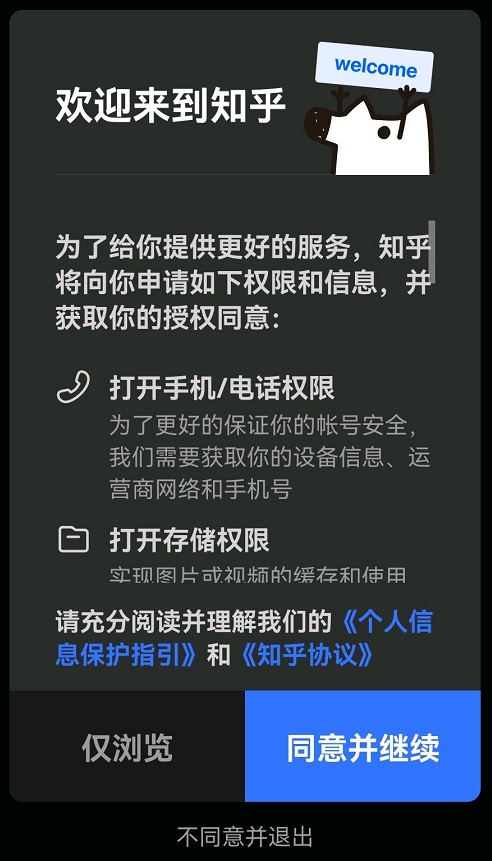 welcome
欢迎来到知乎
为了给你提供更好的服务，知乎
将向你申请如下权限和信息，并
获取你的授权同意：
打开手机/电话权限
为了更好的保证你的帐号安全，
我们需要获取你的设备信息、运
营商网络和手机号
打开存储权限
实现图片或视频的缓存和使用
请充分阅读并理解我们的《个人信
息保护指引》和《知乎协议》
仅浏览
同意并继续
不同意并退出